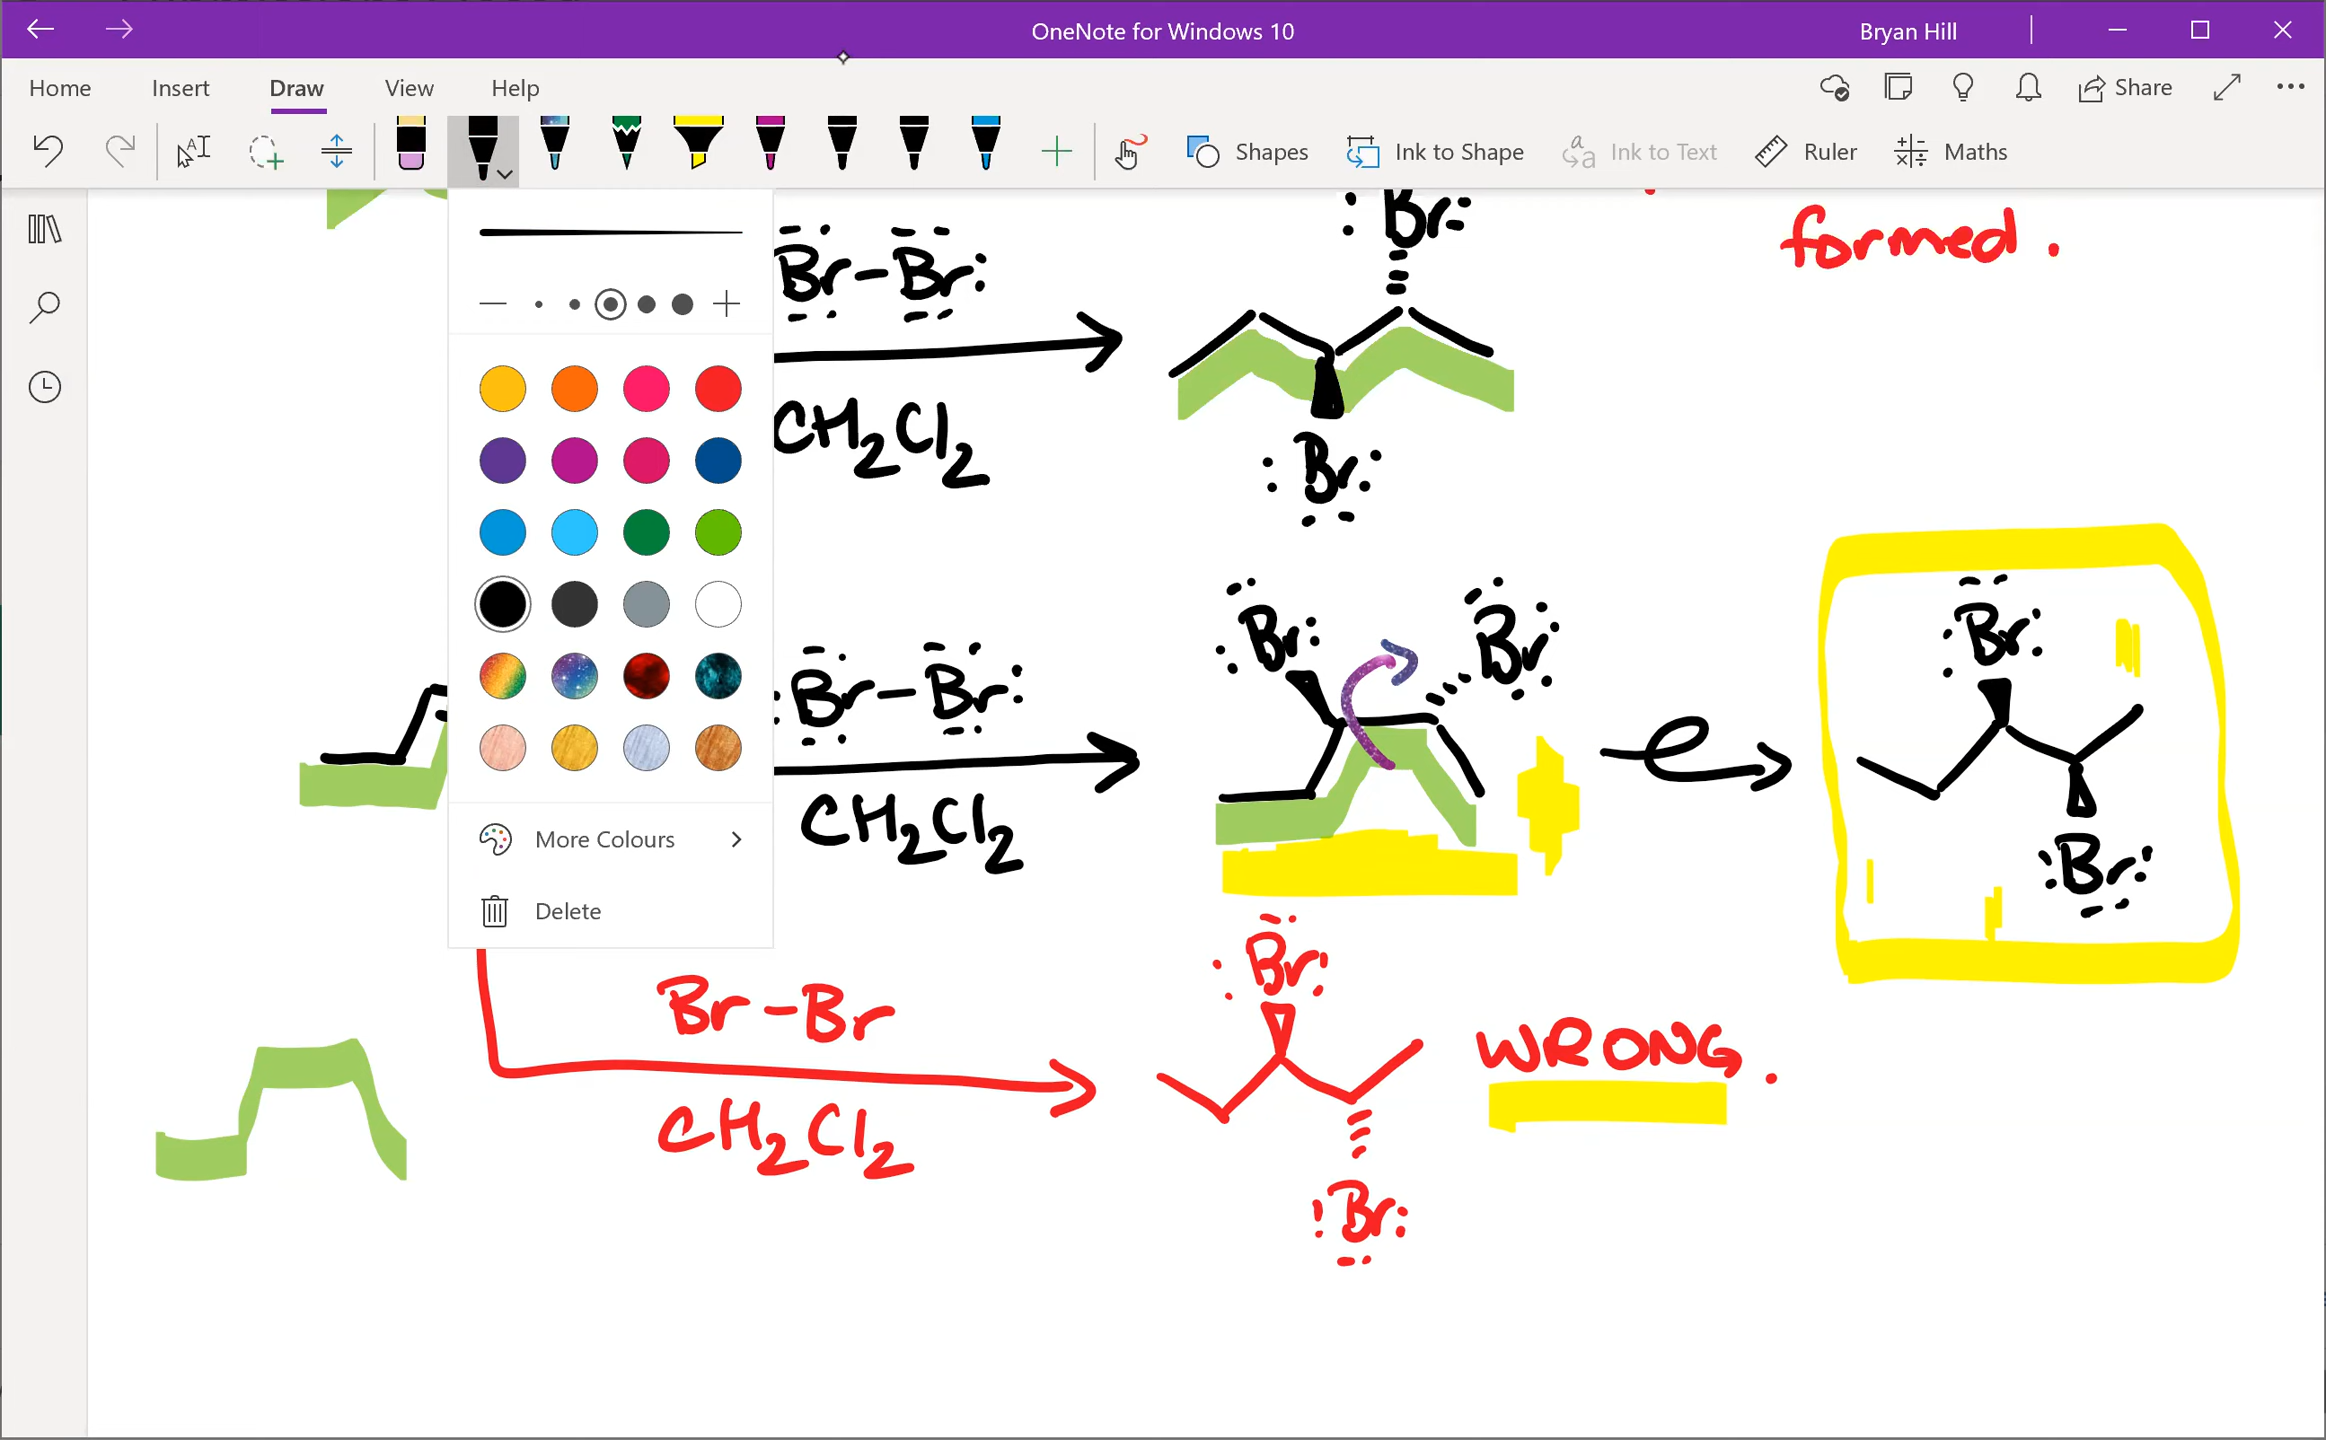 OneNote for Windows 10
Bryan Hill
Home Insert Draw View Help
Share
Shapes Ink to Shape Ink to Text Ruler Maths
:Br:
formed.
Br-Br:
CH2Cl2
:Br:
:Br: Br:
:Br:
:Br-Br:
CH2Cl2
:Br:
More Colours
Delete
:Br:
Br-Br
WRONG.
CH2Cl2
:Br: